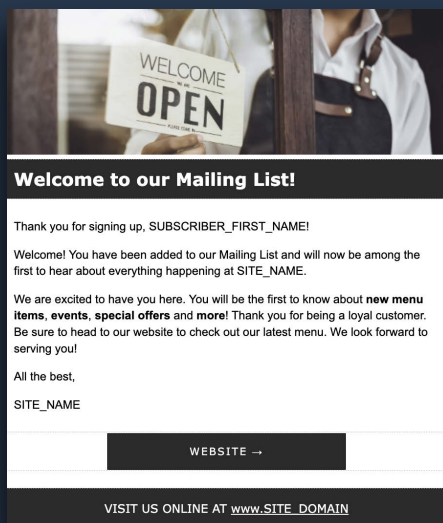 WELCOME
WE ARE
OPEN
PLEASE COME IN
Welcome to our Mailing List!
Thank you for signing up, SUBSCRIBER_FIRST_NAME!
Welcome! You have been added to our Mailing List and will now be among the
first to hear about everything happening at SITE_NAME.
We are excited to have you here. You will be the first to know about new menu
items, events, special offers and more! Thank you for being a loyal customer.
Be sure to head to our website to check out our latest menu. We look forward to
serving you!
All the best,
SITE_NAME
WEBSITE →
VISIT US ONLINE AT www.SITE_DOMAIN